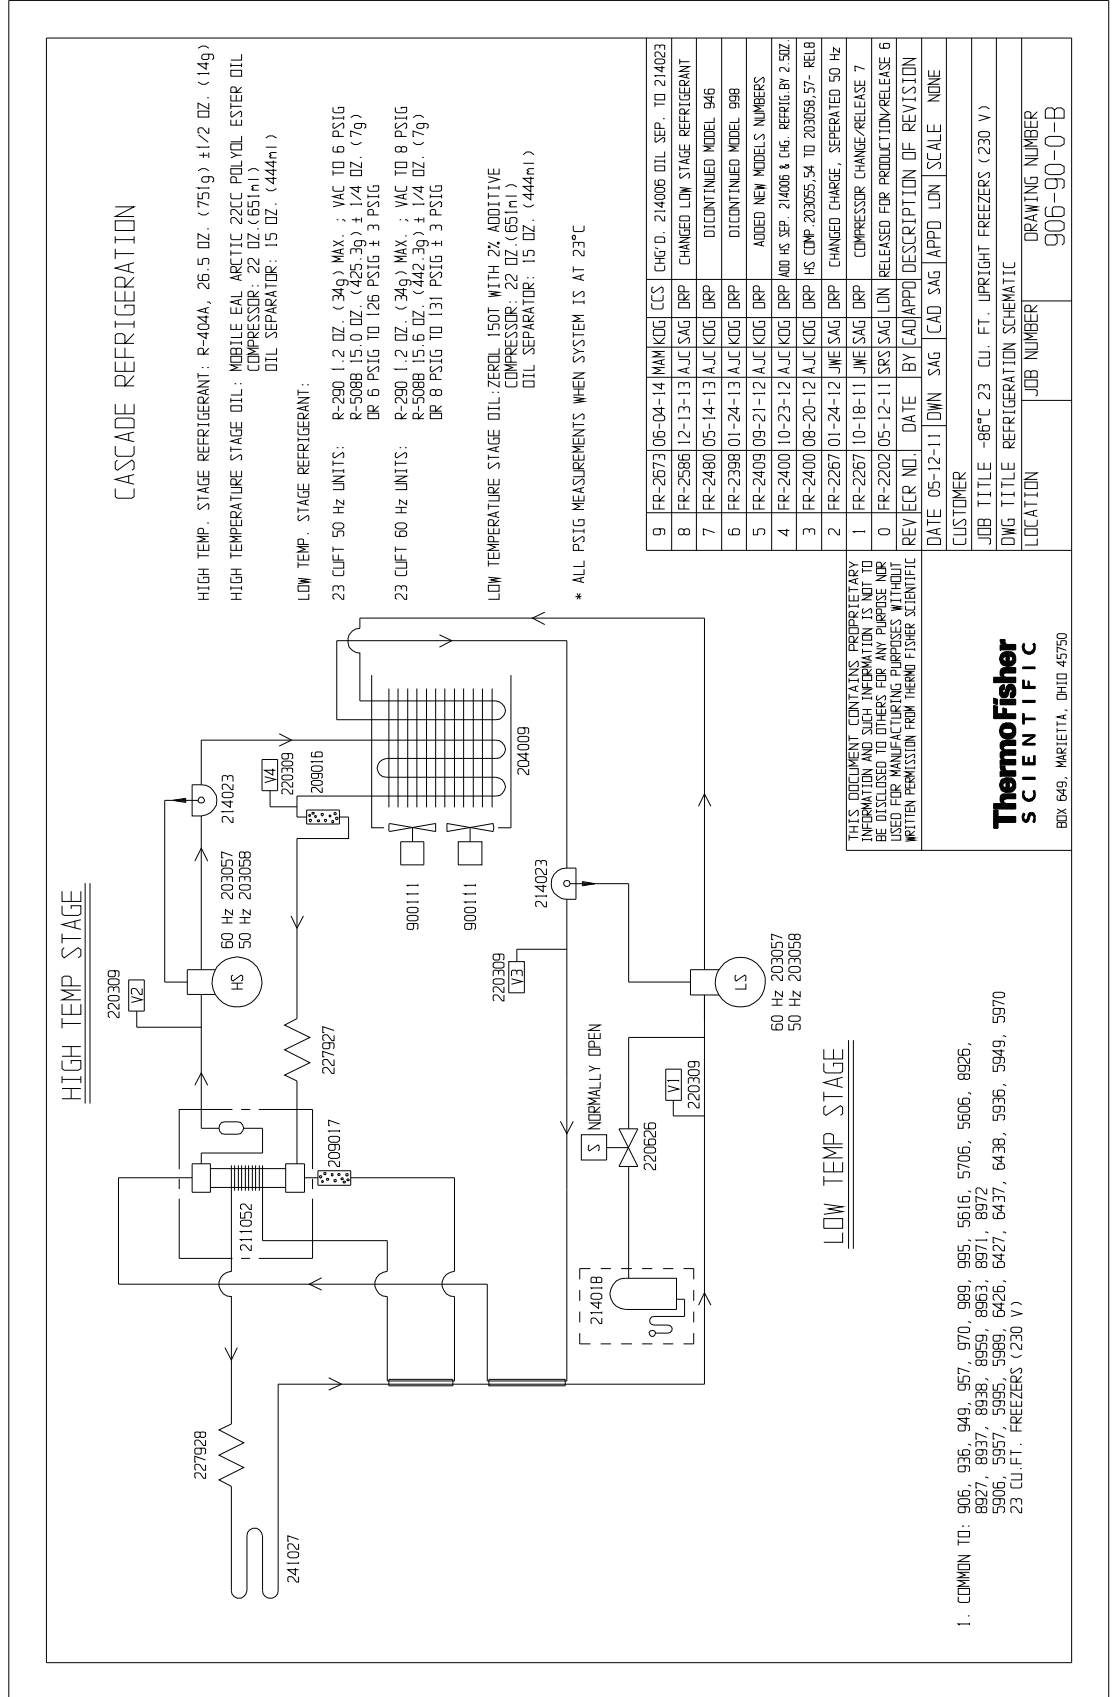 CASCADE REFRIGERATION
HIGH TEMP. STAGE REFRIGERANT: R-404A, 26.5 OZ. (751g) ±1/2 OZ. (14g)
HIGH TEMPERATURE STAGE OIL: MOBILE EAL ARCTIC 22CC POLYOL ESTER OIL
COMPRESSOR: 22 OZ.(651ml)
OIL SEPARATOR: 15 OZ. (444ml)
LOW TEMP. STAGE REFRIGERANT:
23 CUFT 50 Hz UNITS: R-290 1.2 OZ. (34g) MAX. ; VAC TO 6 PSIG
R-508B 15.0 OZ. (425.3g) ± 1/4 OZ. (7g)
OR 6 PSIG TO 126 PSIG ± 3 PSIG
23 CUFT 60 Hz UNITS: R-290 1.2 OZ. (34g) MAX. ; VAC TO 8 PSIG
R-508B 15.6 OZ. (442.3g) ± 1/4 OZ. (7g)
OR 8 PSIG TO 131 PSIG ± 3 PSIG
LOW TEMPERATURE STAGE OIL:ZEROL 150T WITH 2% ADDITIVE
COMPRESSOR: 22 OZ.(651ml)
OIL SEPARATOR: 15 OZ. (444ml)
* ALL PSIG MEASUREMENTS WHEN SYSTEM IS AT 23°C
HIGH TEMP STAGE
220309
V2
HS
60 Hz 203057
50 Hz 203058
214023
V4
220309
209016
204009
900111
900111
227927
209017
211052
227928
241027
214023
220309
V3
S
NORMALLY OPEN
220626
21401B
V1
220309
LS
60 Hz 203057
50 Hz 203058
LOW TEMP STAGE
1. COMMON TO: 906, 936, 949, 957, 970, 989, 995, 5616, 5706, 5606, 8926,
8927, 8937, 8938, 8959, 8963, 8971, 8972
5906, 5957, 5995, 5989, 6426, 6427, 6437, 6438, 5936, 5949, 5970
23 CU.FT. FREEZERS (230 V)
9 FR-2673 06-04-14 MAM KDG CCS CHG'D. 214006 OIL SEP. TO 214023
8 FR-2586 12-13-13 AJC SAG DRP CHANGED LOW STAGE REFRIGERANT
7 FR-2480 05-14-13 AJC KDG DRP DICONTINUED MODEL 946
6 FR-2398 01-24-13 AJC KDG DRP DICONTINUED MODEL 998
5 FR-2409 09-21-12 AJC KDG DRP ADDED NEW MODELS NUMBERS
4 FR-2400 10-23-12 AJC KDG DRP ADD HS SEP. 214006 & CHG. REFRIG.BY 2.5OZ.
3 FR-2400 08-20-12 AJC KDG DRP HS COMP.203055,54 TO 203058,57- REL8
2 FR-2267 01-24-12 JWE SAG DRP CHANGED CHARGE, SEPERATED 50 Hz
1 FR-2267 10-18-11 JWE SAG DRP COMPRESSOR CHANGE/RELEASE 7
0 FR-2202 05-12-11 SRS SAG LDN RELEASED FOR PRODUCTION/RELEASE 6
REV ECR NO. DATE BY CAD APPD DESCRIPTION OF REVISION
DATE 05-12-11 DWN SAG CAD SAG APPD LDN SCALE NONE
CUSTOMER
JOB TITLE -86°C 23 CU. FT. UPRIGHT FREEZERS (230 V)
DWG TITLE REFRIGERATION SCHEMATIC
LOCATION JOB NUMBER DRAWING NUMBER
906-90-0-B
THIS DOCUMENT CONTAINS PROPRIETARY
INFORMATION AND SUCH INFORMATION IS NOT TO
BE DISCLOSED TO OTHERS FOR ANY PURPOSE NOR
USED FOR MANUFACTURING PURPOSES WITHOUT
WRITTEN PERMISSION FROM THERMO FISHER SCIENTIFIC
ThermoFisher
SCIENTIFIC
BOX 649, MARIETTA, OHIO 45750